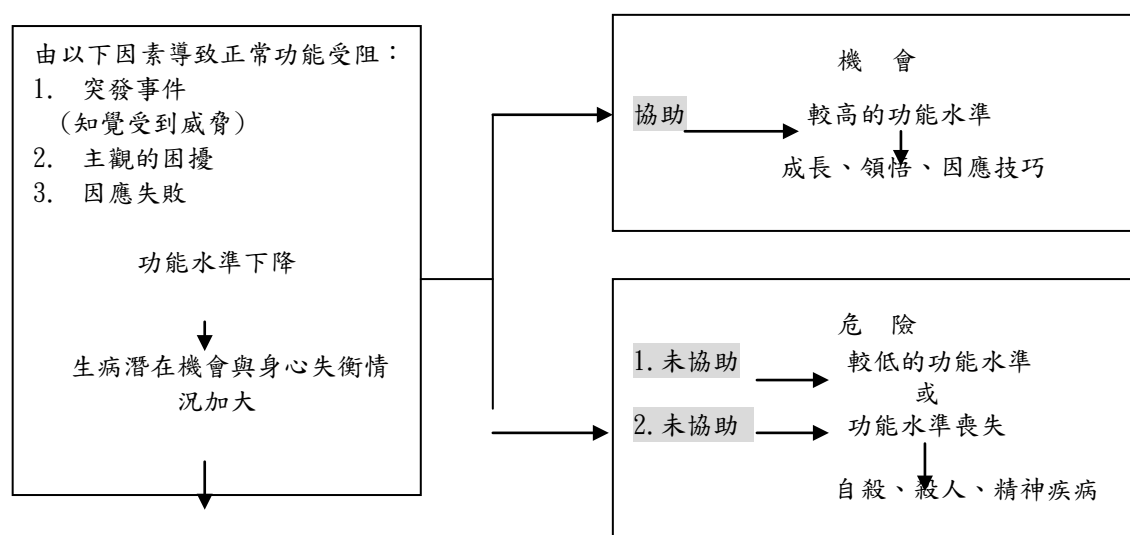 由以下因素導致正常功能受阻：
1. 突發事件
（知覺受到威脅）
2. 主觀的困擾
3. 因應失敗
功能水準下降
生病潛在機會與身心失衡情
況加大
機 會
協助 較高的功能水準
成長、領悟、因應技巧
危 險
1.未協助 較低的功能水準
或
2.未協助 功能水準喪失
自殺、殺人、精神疾病